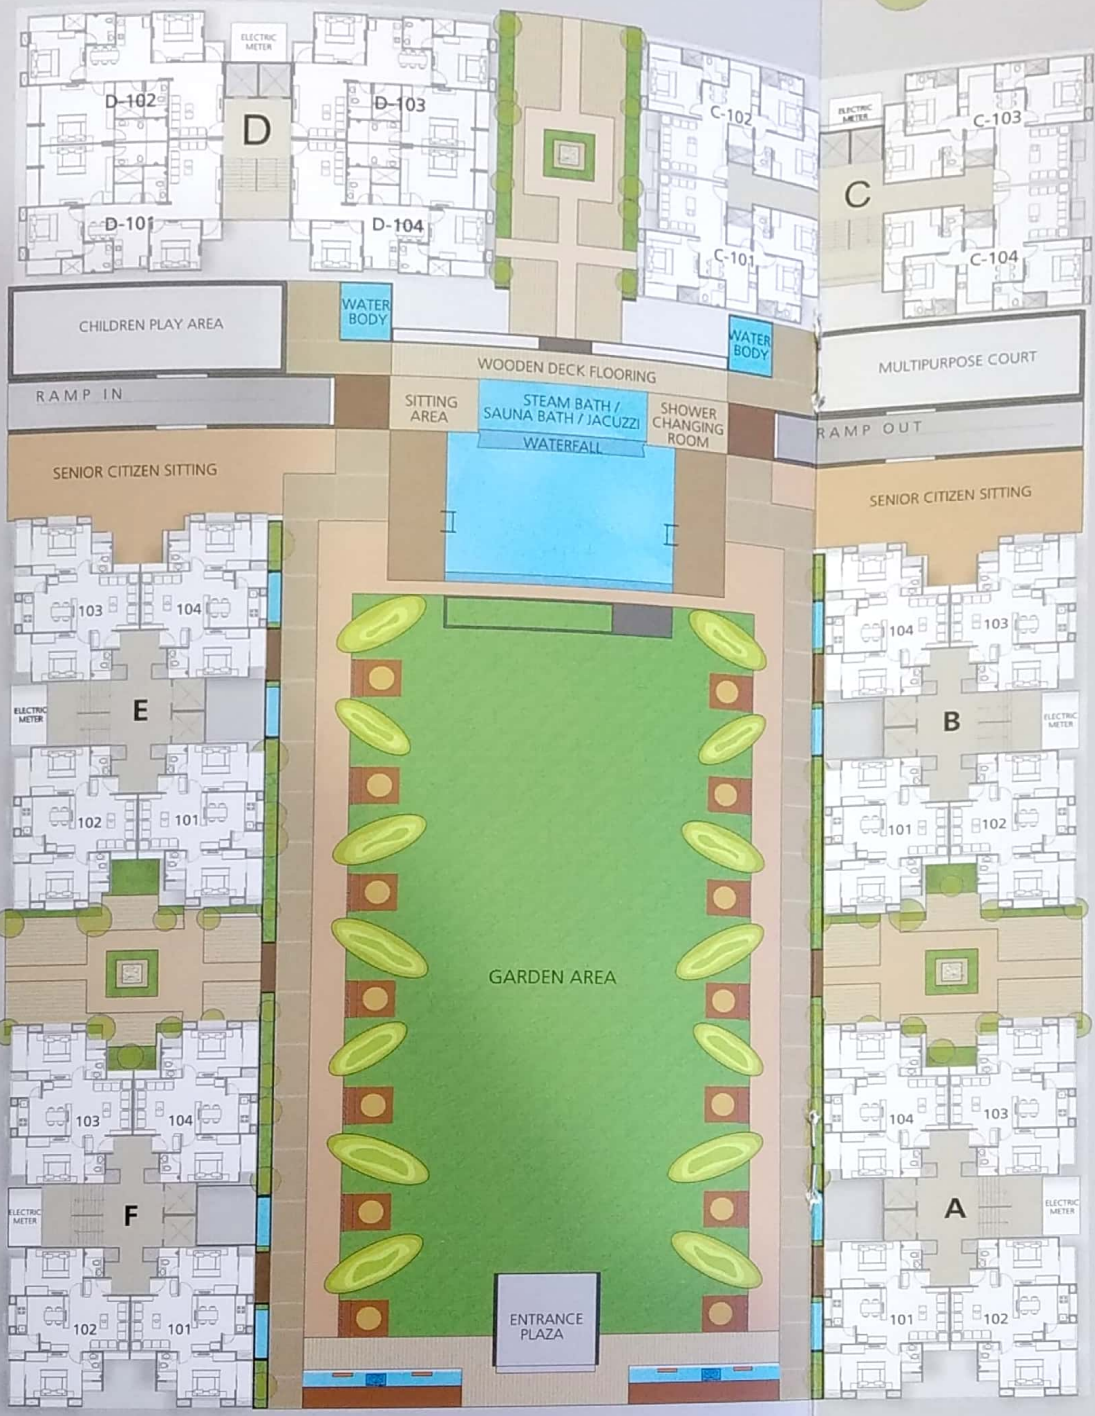 ELECTRIC
METER
D-102
D-103
D
D-101
D-104
C-102
C-101
ELECTRIC
METER
C-103
C
C-104
CHILDREN PLAY AREA
WATER
BODY
WATER
BODY
MULTIPURPOSE COURT
WOODEN DECK FLOORING
RAMP IN
SITTING
AREA
STEAM BATH /
SAUNA BATH / JACUZZI
SHOWER
CHANGING
ROOM
WATERFALL
RAMP OUT
SENIOR CITIZEN SITTING
SENIOR CITIZEN SITTING
103
104
ELECTRIC
METER
E
102
101
104
103
B
ELECTRIC
METER
101
102
GARDEN AREA
103
104
ELECTRIC
METER
F
102
101
104
103
A
ELECTRIC
METER
101
102
ENTRANCE
PLAZA